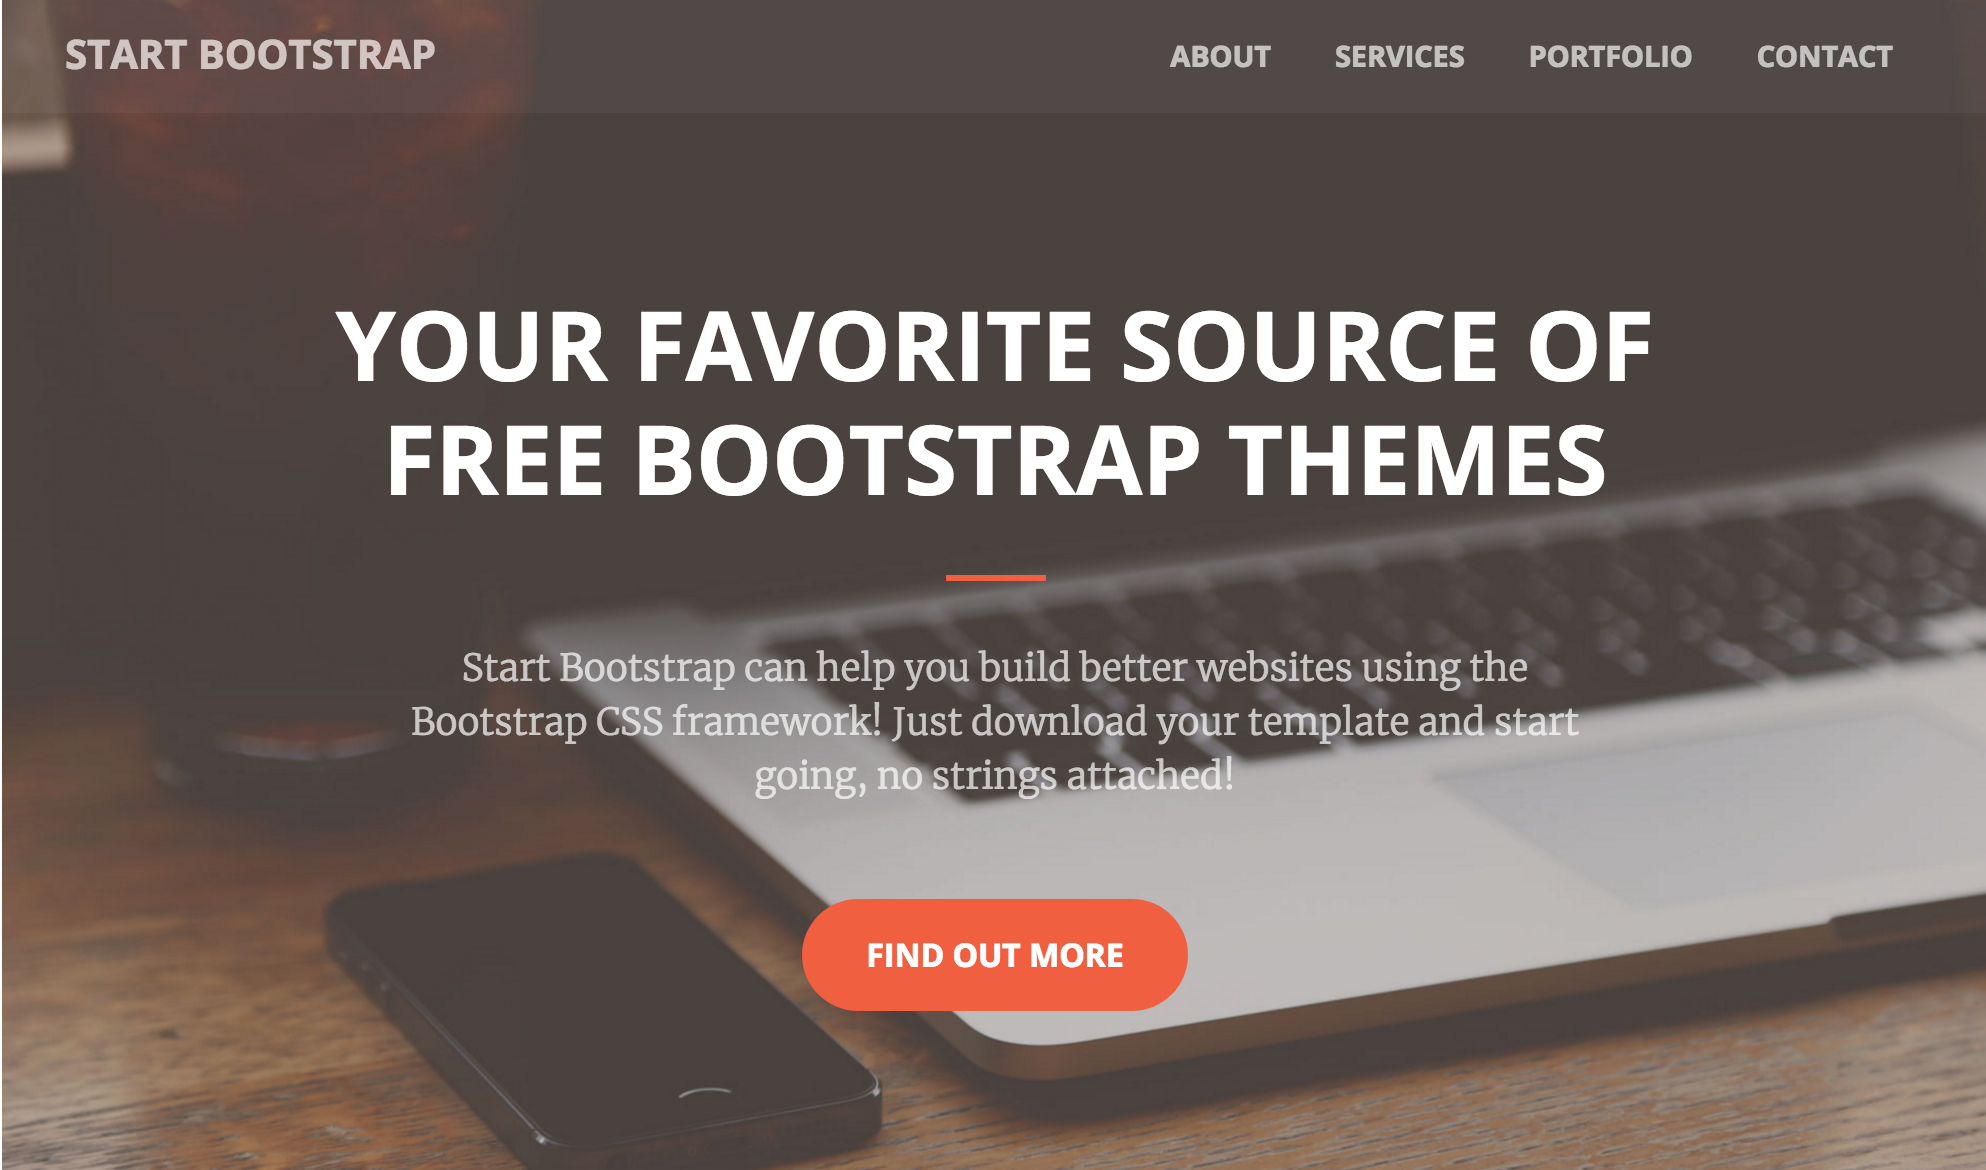 START BOOTSTRAP
ABOUT SERVICES PORTFOLIO CONTACT
YOUR FAVORITE SOURCE OF
FREE BOOTSTRAP THEMES
Start Bootstrap can help you build better websites using the
Bootstrap CSS framework! Just download your template and start
going, no strings attached!
FIND OUT MORE